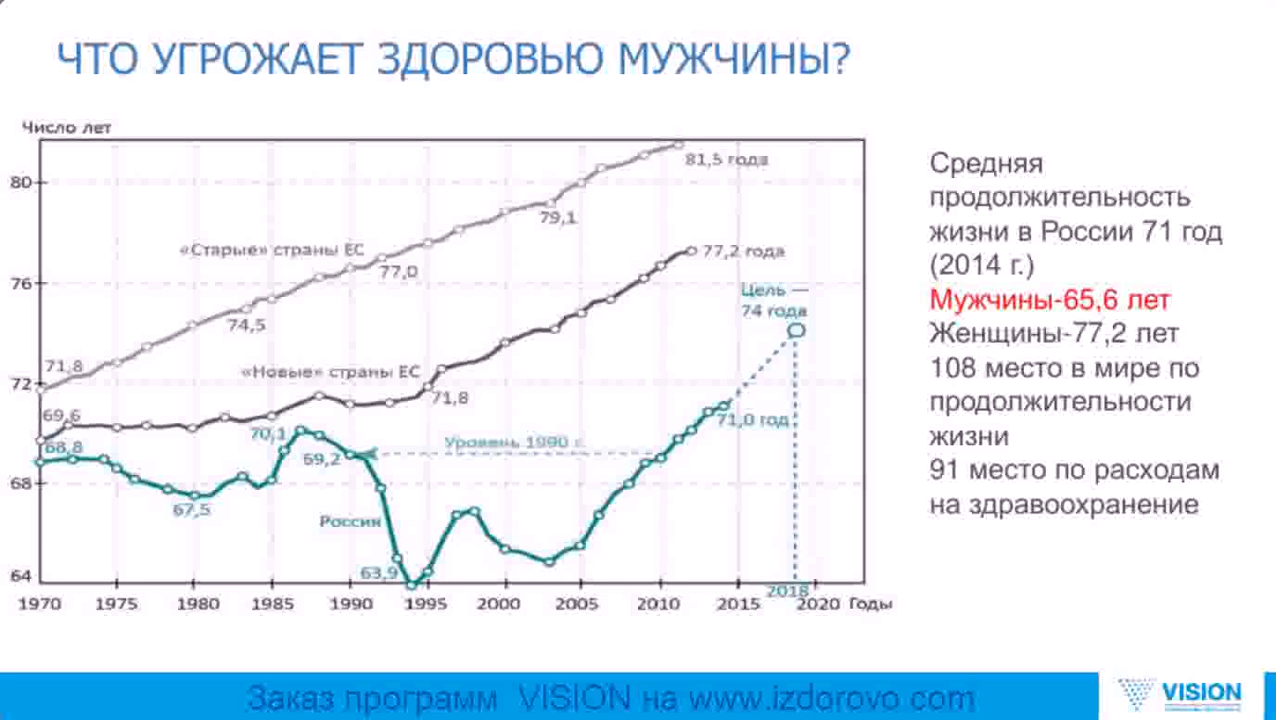 ЧТО УГРОЖАЕТ ЗДОРОВЬЮ МУЖЧИНЫ?
Число лет
81,5 года
80
79,1
«Старые» страны ЕС
77,0
77,2 года
76
Цель —
74 года
74,5
71,8
«Новые» страны ЕС
72
71,8
69,6
70,1
71,0 год
68,8
Уровень 1990 г.
69,2
68
67,5
Россия
63,9
64
2018
1970 1975 1980 1985 1990 1995 2000 2005 2010 2015 2020 Годы
Средняя
продолжительность
жизни в России 71 год
(2014 г.)
Мужчины-65,6 лет
Женщины-77,2 лет
108 место в мире по
продолжительности
жизни
91 место по расходам
на здравоохранение
Заказ программ VISION на www.izdorovo.com
VISION